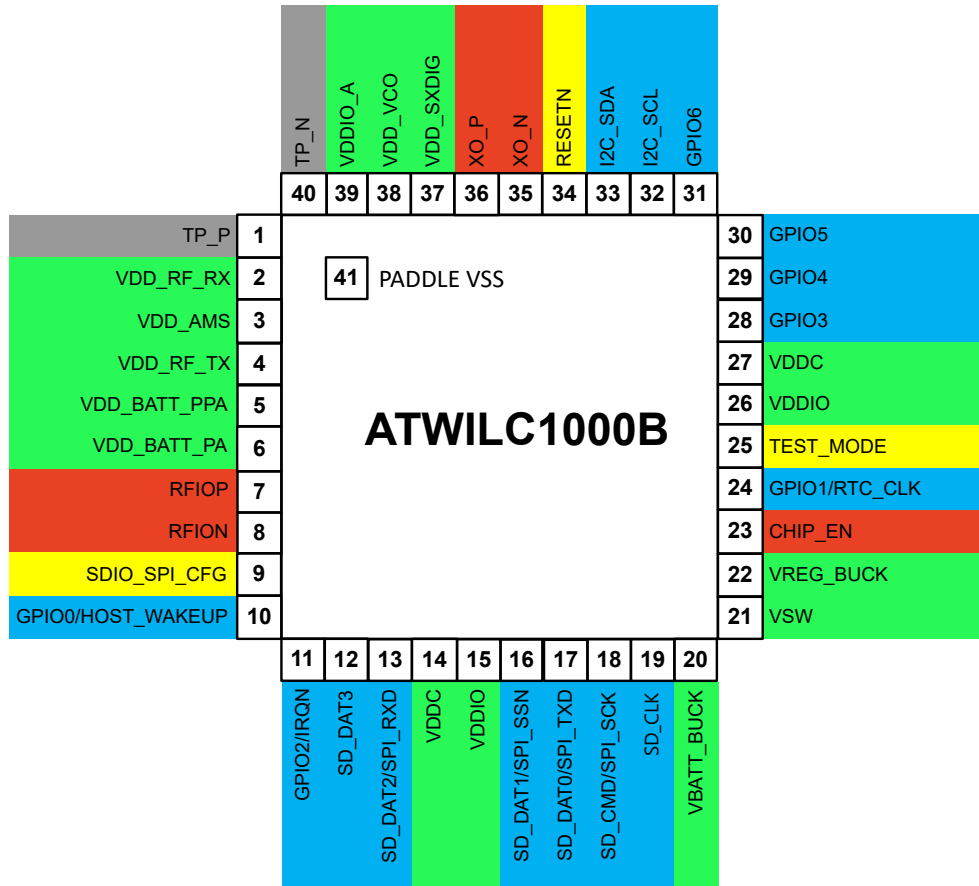 TP_N
VDDIO_A
VDD_VCO
VDD_SXDIG
XO_P
XO_N
RESETN
I2C_SDA
I2C_SCL
GPIO6
40 39 38 37 36 35 34 33 32 31
TP_P 1
VDD_RF_RX 2
VDD_AMS 3
VDD_RF_TX 4
VDD_BATT_PPA 5
VDD_BATT_PA 6
RFIOP 7
RFION 8
SDIO_SPI_CFG 9
GPIO0/HOST_WAKEUP 10
41 PADDLE VSS
ATWILC1000B
30 GPIO5
29 GPIO4
28 GPIO3
27 VDDC
26 VDDIO
25 TEST_MODE
24 GPIO1/RTC_CLK
23 CHIP_EN
22 VREG_BUCK
21 VSW
11 12 13 14 15 16 17 18 19 20
GPIO2/IRQN
SD_DAT3
SD_DAT2/SPI_RXD
VDDC
VDDIO
SD_DAT1/SPI_SSN
SD_DAT0/SPI_TXD
SD_CMD/SPI_SCK
SD_CLK
VBATT_BUCK